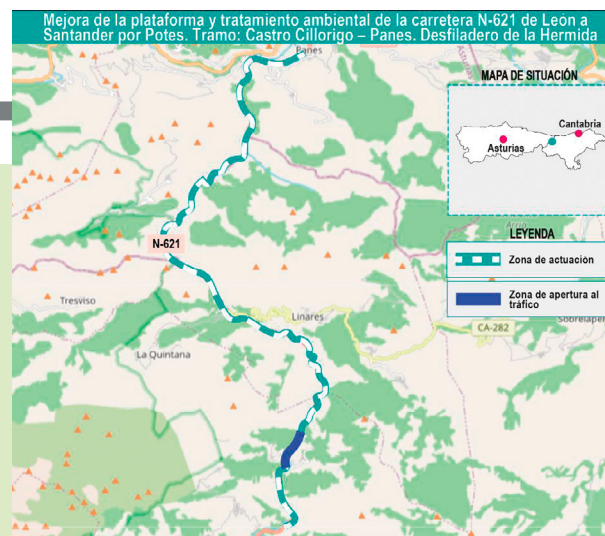 Mejora de la plataforma y tratamiento ambiental de la carretera N-621 de León a
Santander por Potes. Tramo: Castro Cillorigo – Panes. Desfiladero de la Hermida
Panes
Asturias
MAPA DE SITUACIÓN
Cantabria
Asturias
N-621
LEYENDA
Zona de actuación
Zona de apertura al
tráfico
Tresviso
Linares
CA-282
La Quintana